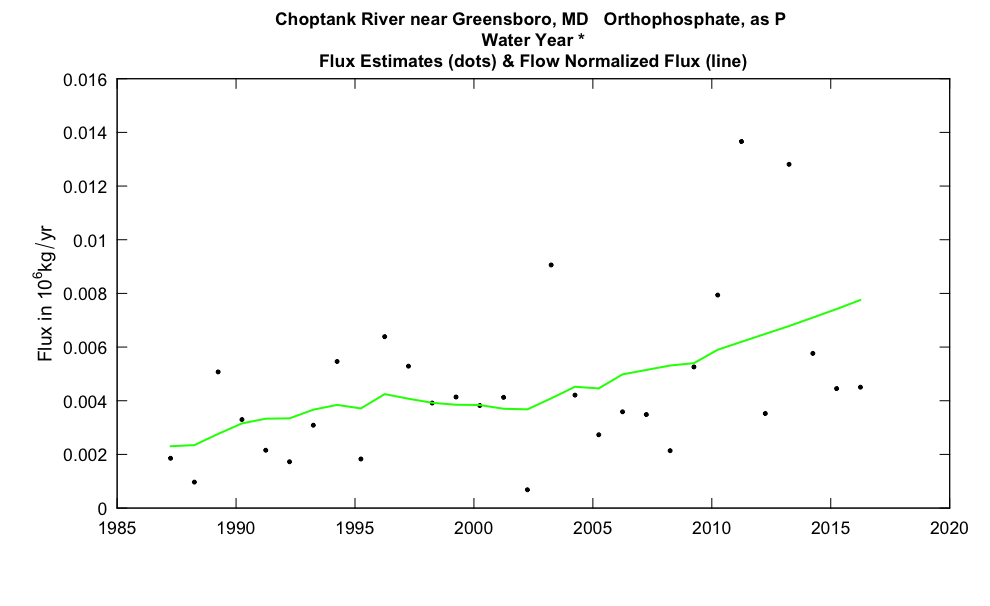 Choptank River near Greensboro, MD   Orthophosphate, as P
Water Year *
Flux Estimates (dots) & Flow Normalized Flux (line)
0.016
0.014
0.012
0.01
0.008
0.006
0.004
0.002
0
Flux in 10⁶kg/yr
1985 1990 1995 2000 2005 2010 2015 2020